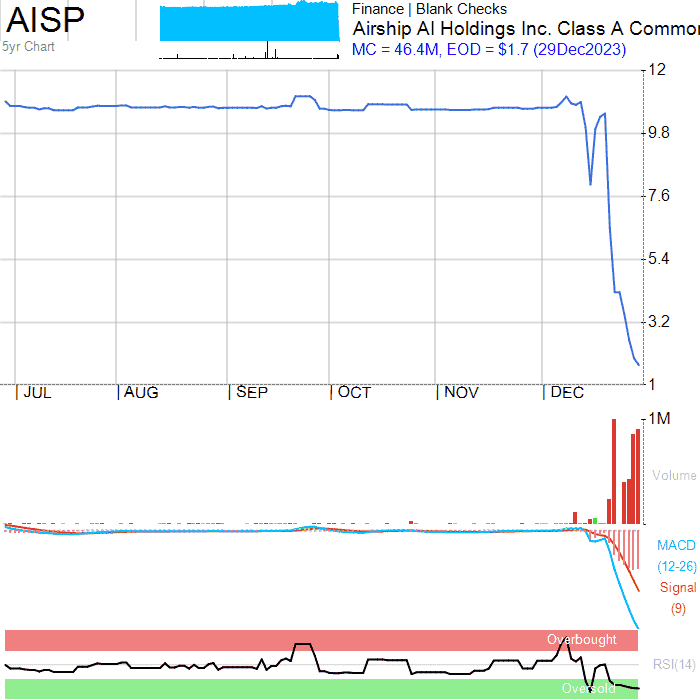 AISP
5yr Chart
Finance | Blank Checks
Airship AI Holdings Inc. Class A Common
MC = 46.4M, EOD = $1.7 (29Dec2023)
12
9.8
7.6
5.4
3.2
1
| JUL | AUG | SEP | OCT | NOV | DEC
1M
Volume
MACD
(12-26)
Signal
(9)
Overbought
RSI(14)
Oversold